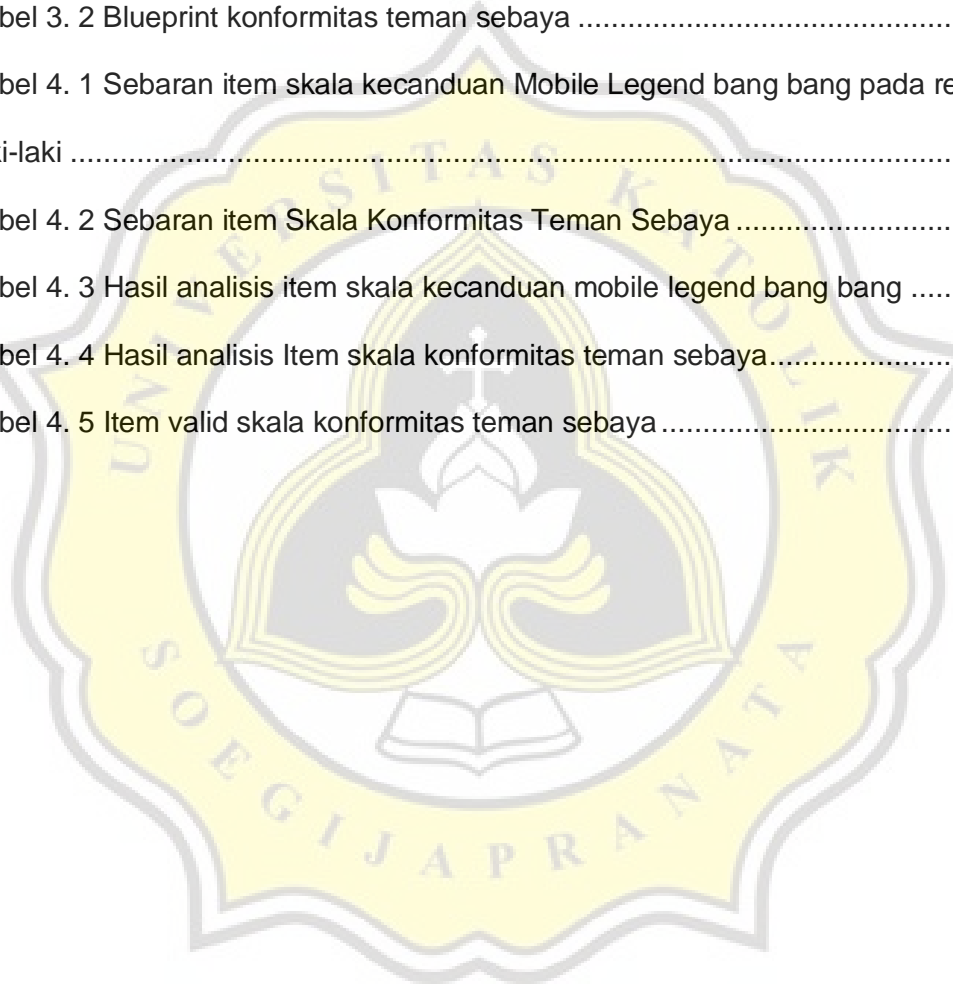 bel 3. 2 Blueprint konformitas teman sebaya ..............................................
bel 4. 1 Sebaran item skala kecanduan Mobile Legend bang bang pada re
i-laki ..........................................................................................................
bel 4. 2 Sebaran item Skala Konformitas Teman Sebaya ..........................
bel 4. 3 Hasil analisis item skala kecanduan mobile legend bang bang .....
bel 4. 4 Hasil analisis Item skala konformitas teman sebaya......................
bel 4. 5 Item valid skala konformitas teman sebaya ...................................
UNIVERSITAS KATOLIK
SOEGIJAPRANATA